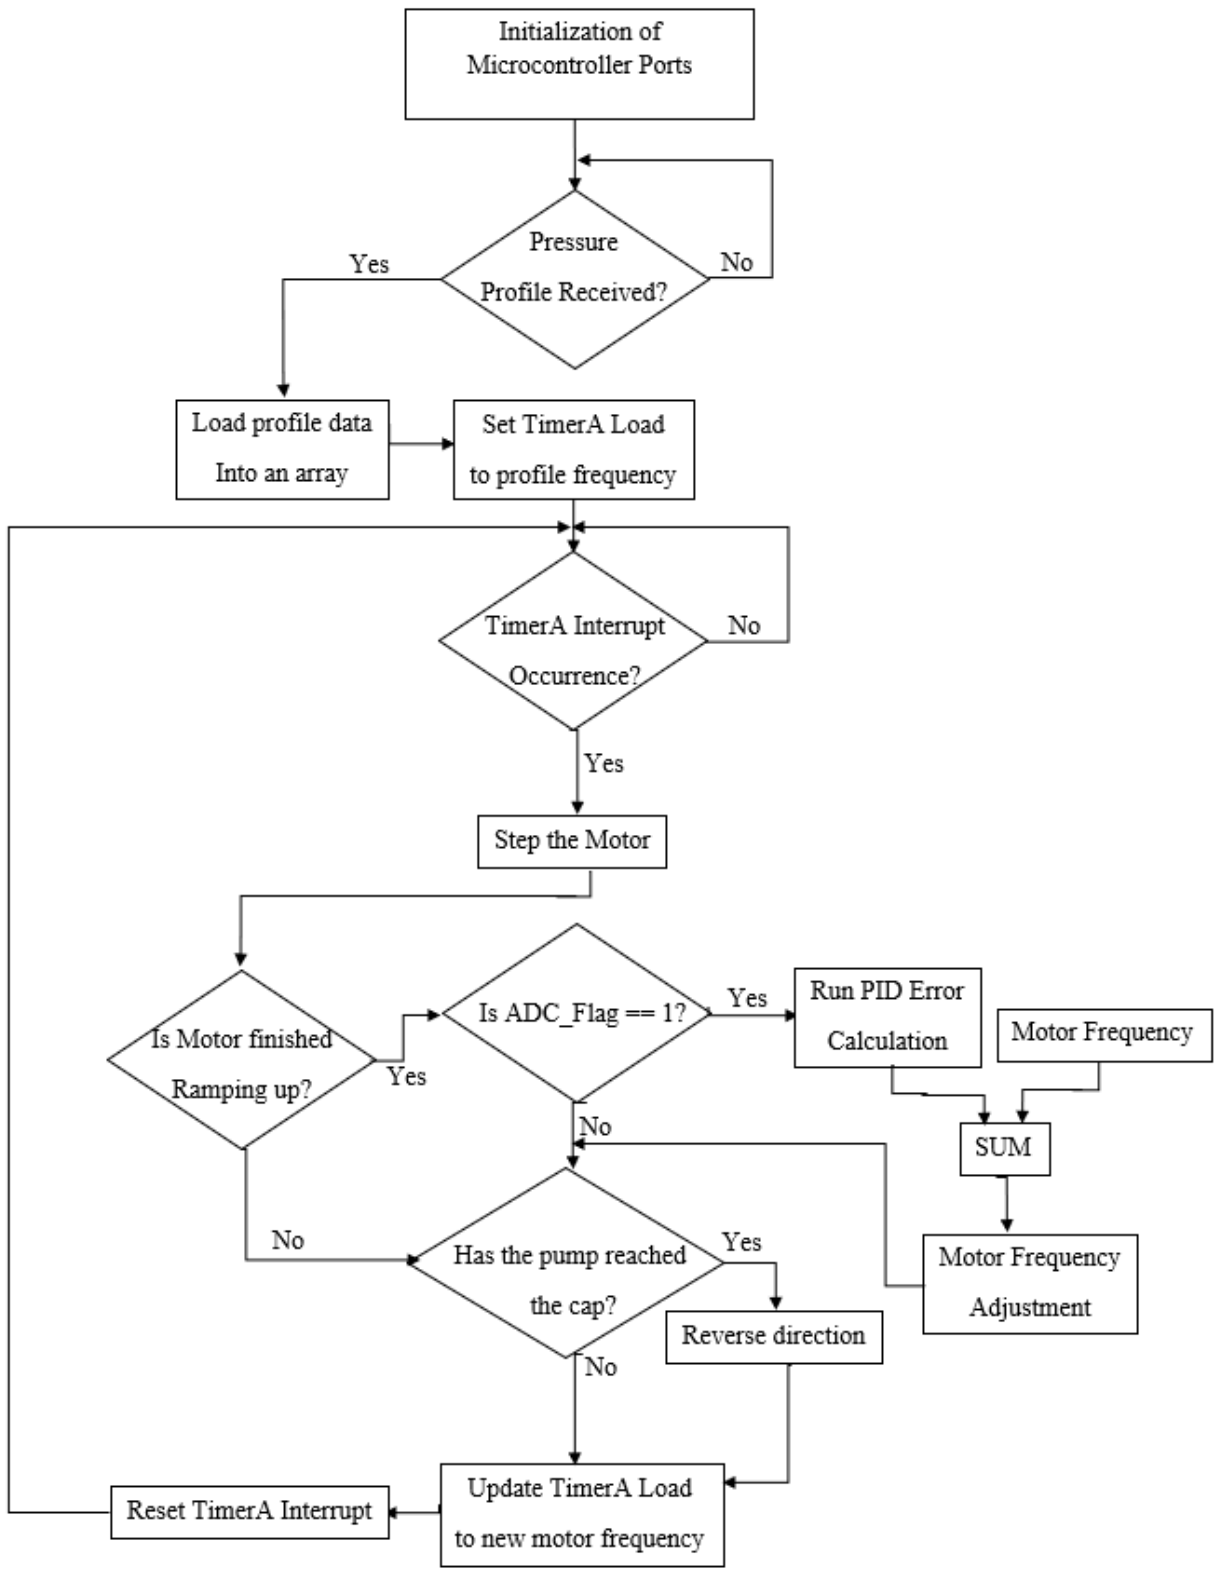 Initialization of
Microcontroller Ports
Pressure
Profile Received?
Yes
No
Load profile data
Into an array
Set TimerA Load
to profile frequency
TimerA Interrupt
Occurrence?
No
Yes
Step the Motor
Is Motor finished
Ramping up?
Yes
No
Is ADC_Flag == 1?
Yes
No
Run PID Error
Calculation
Motor Frequency
SUM
Motor Frequency
Adjustment
Has the pump reached
the cap?
Yes
No
Reverse direction
Update TimerA Load
to new motor frequency
Reset TimerA Interrupt